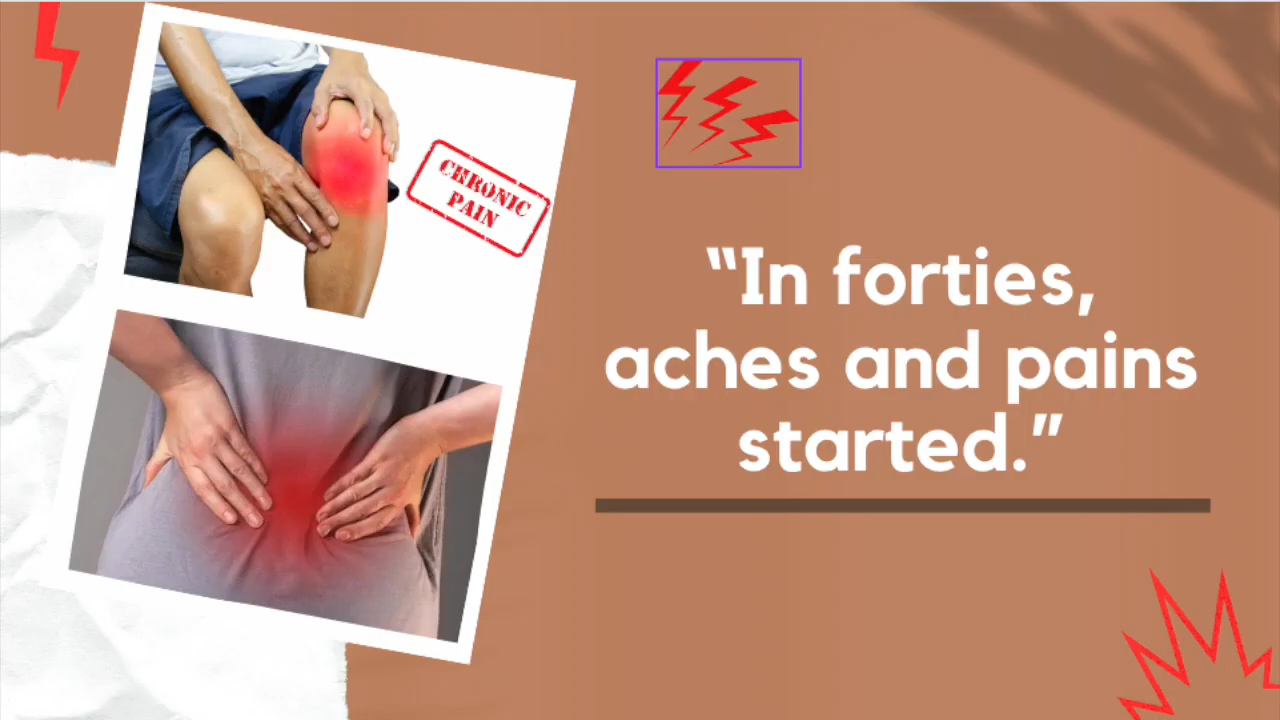 CHRONIC
PAIN
“In forties,
aches and pains
started.”